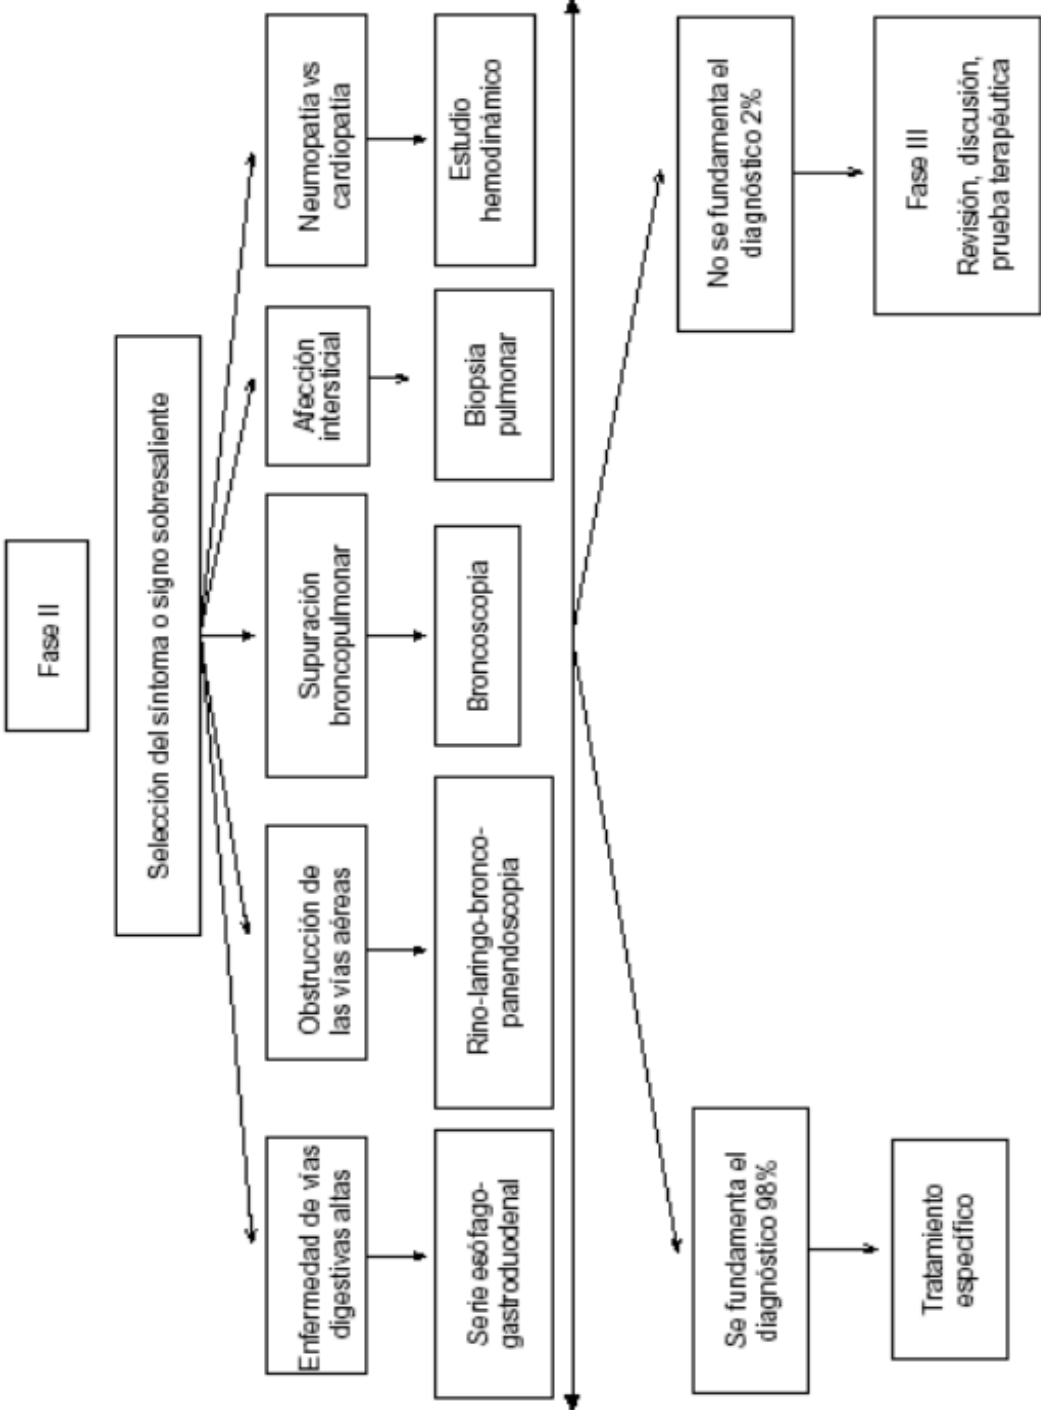 Fase II
Selección del síntoma o signo sobresaliente
Enfermedad de vías
digestivas altas
Obstrucción de
las vías aéreas
Supuración
broncopulmonar
Afección
intersticial
Neumopatía vs
cardiopatía
Serie esófago-
gastroduodenal
Rino-laringo-bronco-
panendoscopia
Broncoscopia
Biopsia
pulmonar
Estudio
hemodinámico
Se fundamenta el
diagnóstico 98%
No se fundamenta el
diagnóstico 2%
Tratamiento
específico
Fase III
Revisión, discusión,
prueba terapéutica